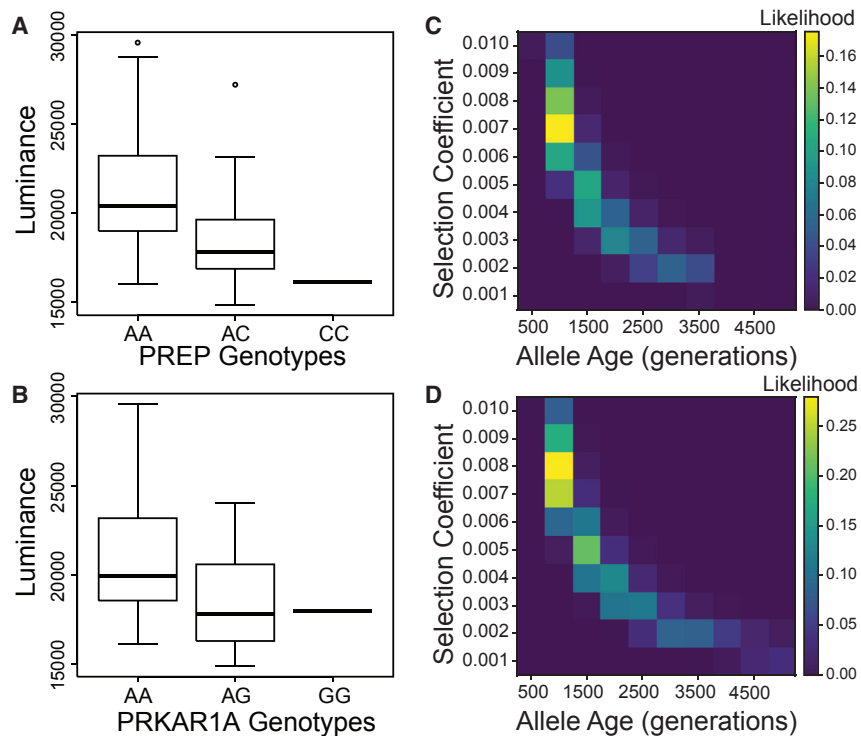 A
Luminance
30000
25000
20000
15000
AA AC CC
PREP Genotypes
B
Luminance
30000
25000
20000
15000
AA AG GG
PRKAR1A Genotypes
C
Likelihood
Selection Coefficient
0.010
0.009
0.008
0.007
0.006
0.005
0.004
0.003
0.002
0.001
500 1500 2500 4500
Allele Age (generations)
0.16
0.14
0.12
0.10
0.08
0.06
0.04
0.02
0.00
D
Likelihood
Selection Coefficient
0.010
0.009
0.008
0.007
0.006
0.005
0.004
0.003
0.002
0.001
500 1500 2500 4500
Allele Age (generations)
0.25
0.20
0.15
0.10
0.05
0.00